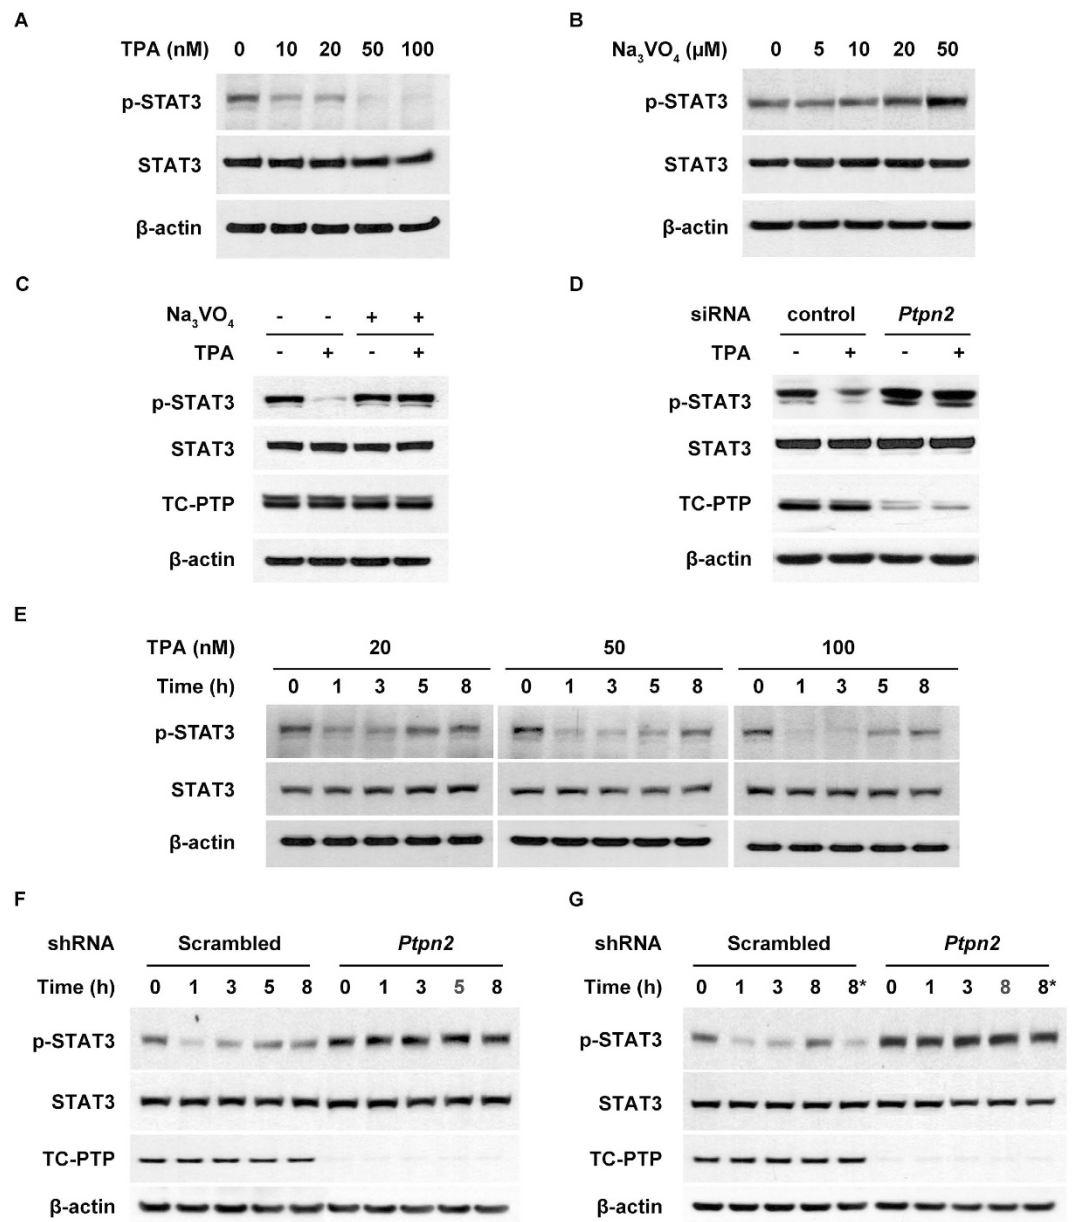 A
TPA (nM) 0 10 20 50 100
p-STAT3
STAT3
β-actin
B
Na₃VO₄ (μM) 0 5 10 20 50
p-STAT3
STAT3
β-actin
C
Na₃VO₄ - - + +
TPA - + - +
p-STAT3
STAT3
TC-PTP
β-actin
D
siRNA control Ptpn2
TPA - + - +
p-STAT3
STAT3
TC-PTP
β-actin
E
TPA (nM) 20 50 100
Time (h) 0 1 3 5 8 0 1 3 5 8 0 1 3 5 8
p-STAT3
STAT3
β-actin
F
shRNA Scrambled Ptpn2
Time (h) 0 1 3 5 8 0 1 3 5 8
p-STAT3
STAT3
TC-PTP
β-actin
G
shRNA Scrambled Ptpn2
Time (h) 0 1 3 8 8* 0 1 3 8 8*
p-STAT3
STAT3
TC-PTP
β-actin